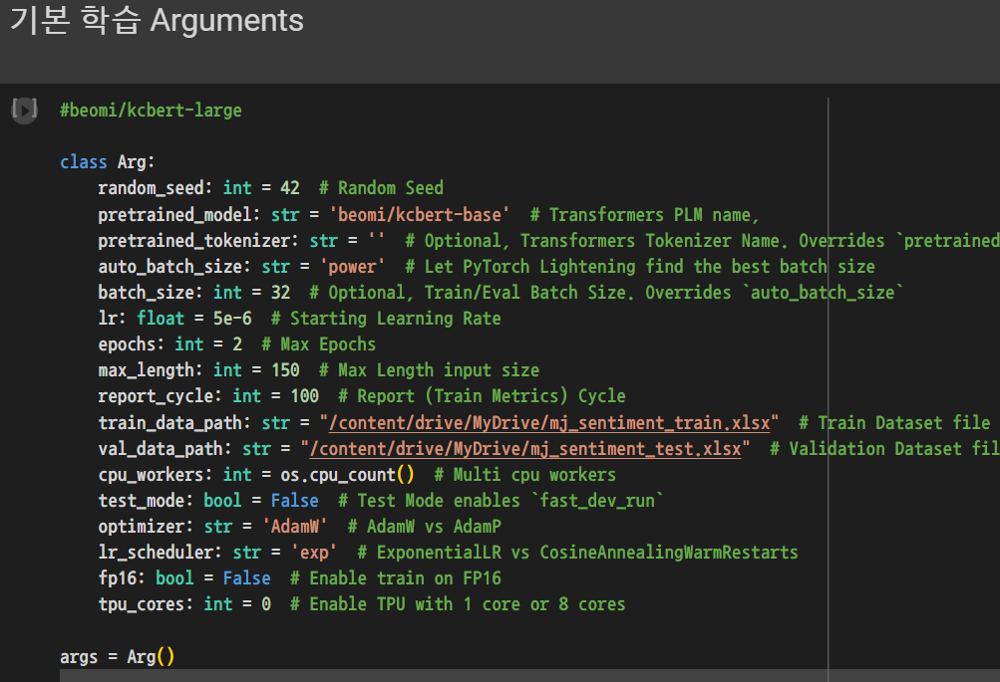 기본 학습 Arguments
#beomi/kcbert-large
class Arg:
random_seed: int = 42  # Random Seed
pretrained_model: str = 'beomi/kcbert-base'  # Transformers PLM name,
pretrained_tokenizer: str = ''  # Optional, Transformers Tokenizer Name. Overrides `pretrained
auto_batch_size: str = 'power'  # Let PyTorch Lightening find the best batch size
batch_size: int = 32  # Optional, Train/Eval Batch Size. Overrides `auto_batch_size`
lr: float = 5e-6  # Starting Learning Rate
epochs: int = 2  # Max Epochs
max_length: int = 150  # Max Length input size
report_cycle: int = 100  # Report (Train Metrics) Cycle
train_data_path: str = "/content/drive/MyDrive/mj_sentiment_train.xlsx"  # Train Dataset file
val_data_path: str = "/content/drive/MyDrive/mj_sentiment_test.xlsx"  # Validation Dataset fil
cpu_workers: int = os.cpu_count()  # Multi cpu workers
test_mode: bool = False  # Test Mode enables `fast_dev_run`
optimizer: str = 'AdamW'  # AdamW vs AdamP
lr_scheduler: str = 'exp'  # ExponentialLR vs CosineAnnealingWarmRestarts
fp16: bool = False  # Enable train on FP16
tpu_cores: int = 0  # Enable TPU with 1 core or 8 cores
args = Arg()